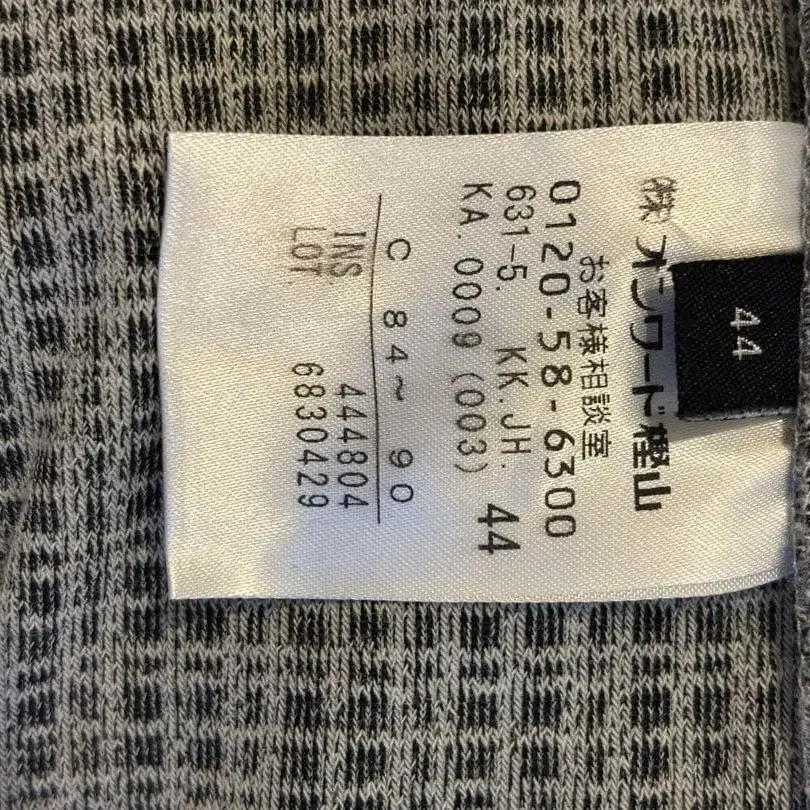 44
㈱オンワード樫山
お客様相談室
0120-58-6300
631-5. KK.JH.
KA.0009(003) 44
C 84~ 90
INS 444804
LOT 6830429